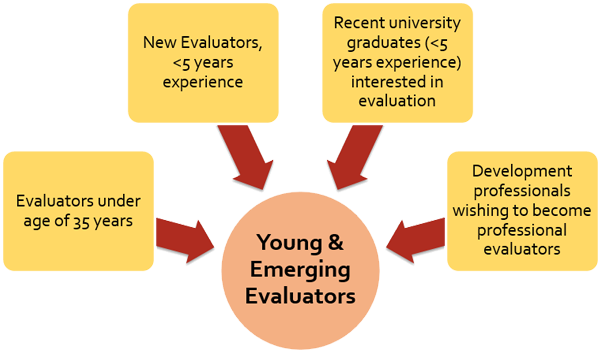 New Evaluators,
<5 years
experience
Recent university
graduates (<5
years experience)
interested in
evaluation
Evaluators under
age of 35 years
Development
professionals
wishing to become
professional
evaluators
Young &
Emerging
Evaluators